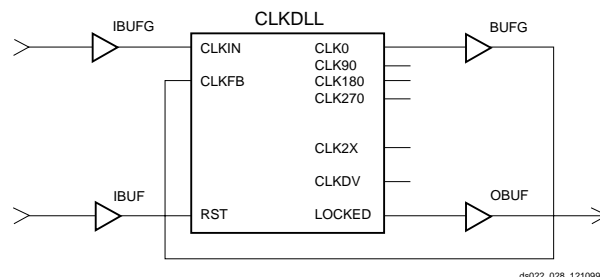 CLKDLL
IBUFG
BUFG
CLKIN
CLK0
CLK90
CLKFB
CLK180
CLK270
CLK2X
CLKDV
IBUF
OBUF
RST
LOCKED
ds022_028_121099